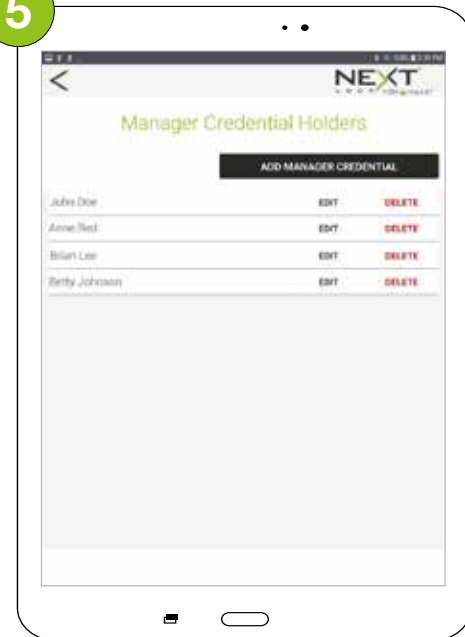 5
NEXT
Manager Credential Holders
ADD MANAGER CREDENTIAL
John Doe EDIT DELETE
Anne Red EDIT DELETE
Brian Lee EDIT DELETE
Betty Johnson EDIT DELETE